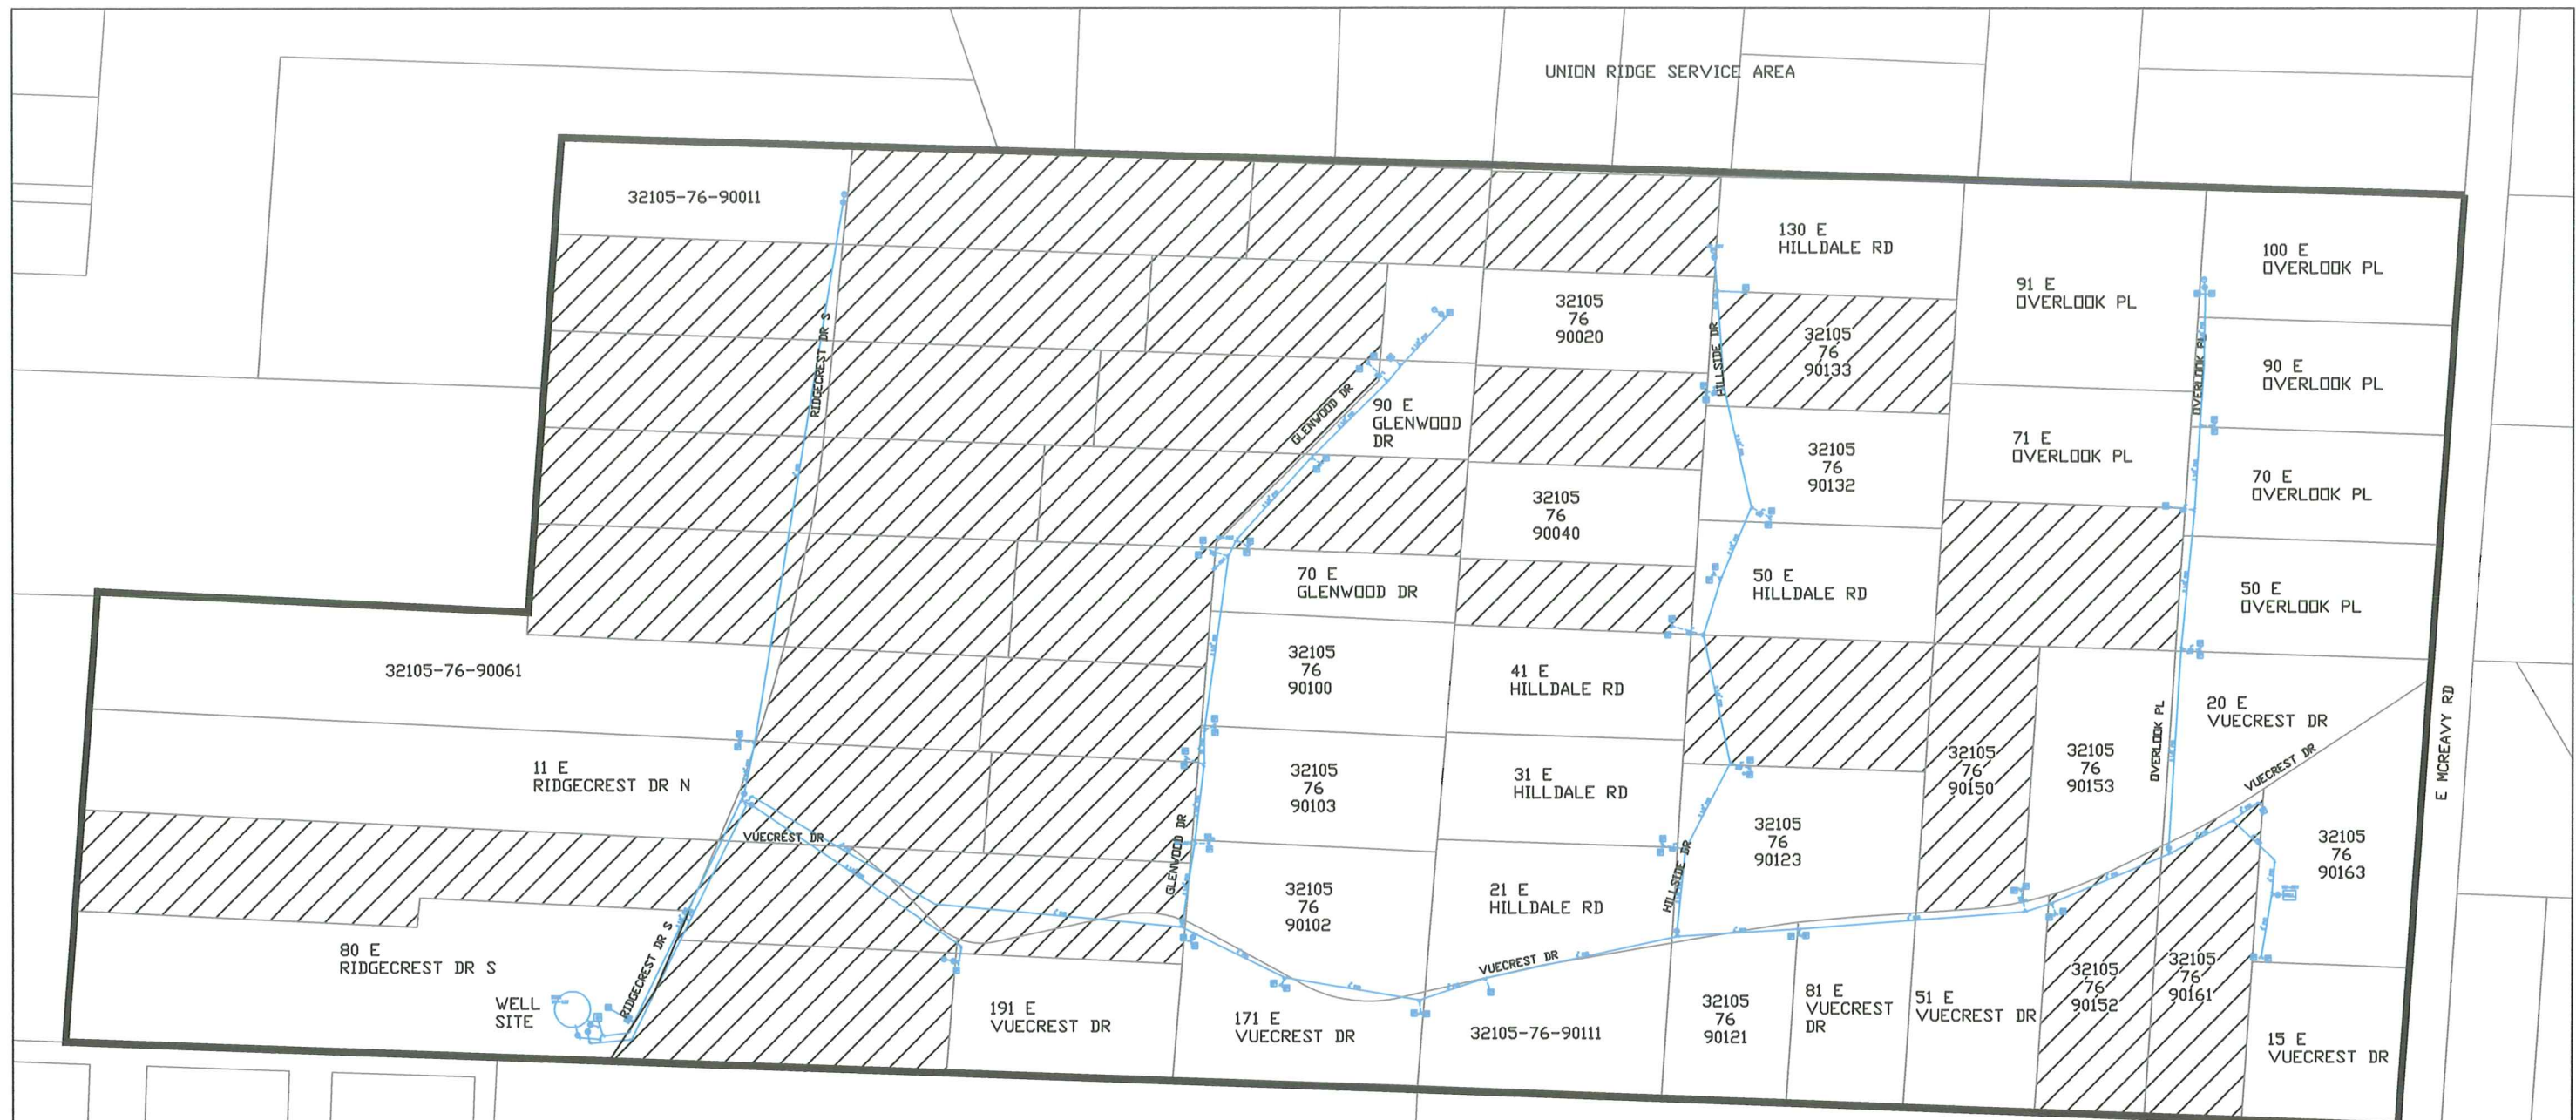 UNION RIDGE SERVICE AREA
32105-76-90011
130 E
HILLDALE RD
100 E
OVERLOOK PL
91 E
OVERLOOK PL
32105
76
90020
32105
76
90133
RIDGECREST DR S
HILLSIDE DR
OVERLOOK PL
90 E
OVERLOOK PL
GLENWOOD DR
90 E
GLENWOOD
DR
71 E
OVERLOOK PL
32105
76
90132
70 E
OVERLOOK PL
32105
76
90040
70 E
GLENWOOD DR
50 E
HILLDALE RD
50 E
OVERLOOK PL
32105-76-90061
32105
76
90100
41 E
HILLDALE RD
20 E
VUECREST DR
E MCREAVY RD
OVERLOOK PL
VUECREST DR
11 E
RIDGECREST DR N
32105
76
90103
31 E
HILLDALE RD
32105
76
90150
32105
76
90153
VUECREST DR
GLENWOOD DR
32105
76
90123
32105
76
90163
HILLSIDE DR
32105
76
90102
21 E
HILLDALE RD
80 E
RIDGECREST DR S
RIDGECREST DR S
VUECREST DR
WELL
SITE
191 E
VUECREST DR
171 E
VUECREST DR
32105-76-90111
32105
76
90121
81 E
VUECREST
DR
51 E
VUECREST DR
32105
76
90152
32105
76
90161
15 E
VUECREST DR